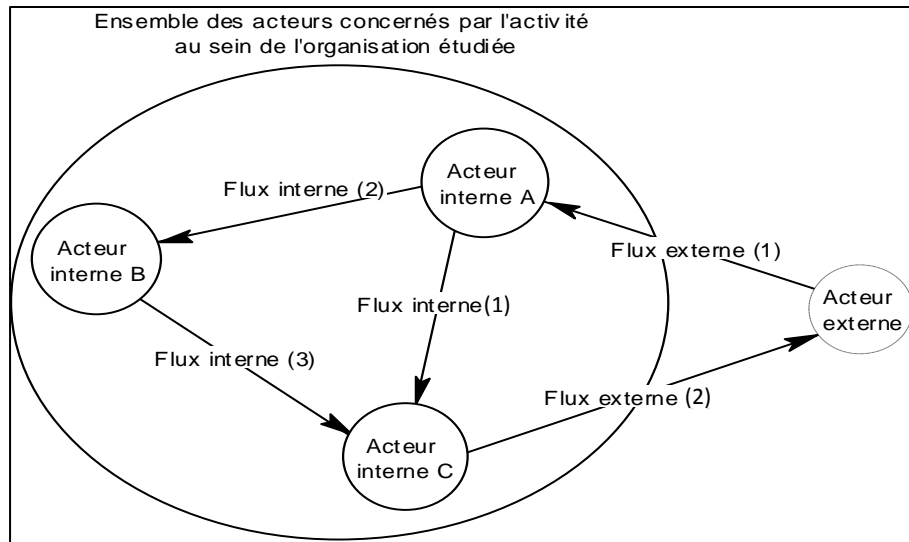 Ensemble des acteurs concernés par l'activité
au sein de l'organisation étudiée
Acteur
interne A
Flux interne (2)
Flux externe (1)
Acteur
interne B
Flux interne(1)
Acteur
externe
Flux interne (3)
Flux externe (2)
Acteur
interne C